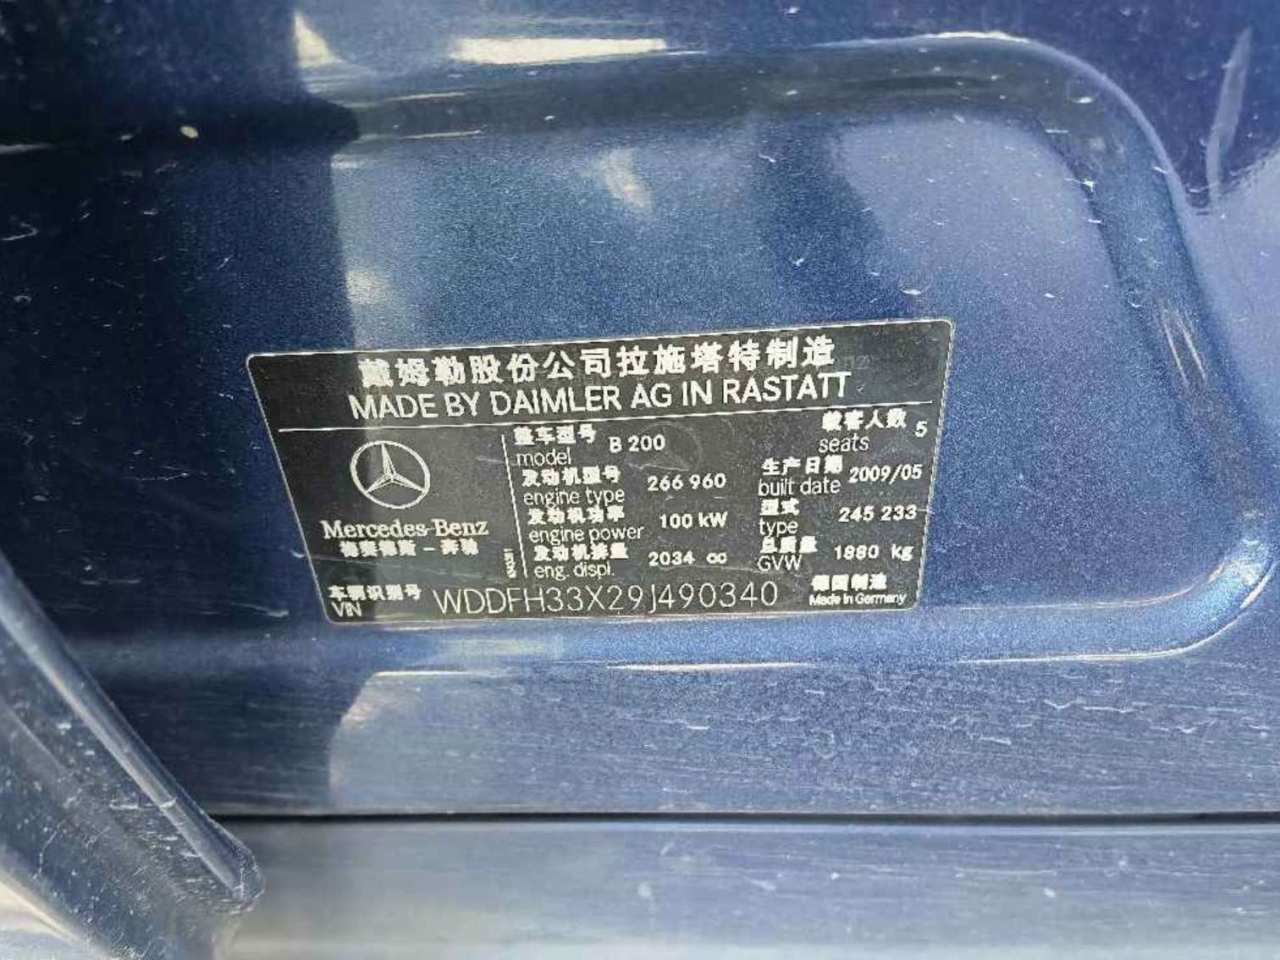 戴姆勒股份公司拉施塔特制造
MADE BY DAIMLER AG IN RASTATT
整车型号 model B 200
载客人数 seats 5
发动机型号 engine type 266 960
生产日期 built date 2009/05
发动机功率 engine power 100 kW
型式 type 245 233
发动机排量 eng. displ. 2034 cc
总质量 GVW 1880 kg
Mercedes-Benz
梅赛德斯-奔驰
车辆识别号 VIN WDDFH33X29J490340
德国制造
Made in Germany